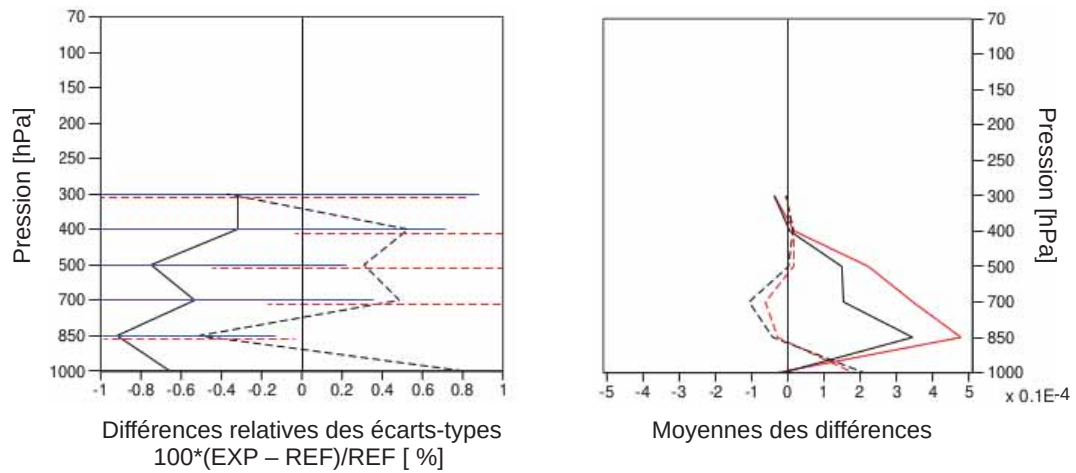 70
100
150
200
250
300
400
500
700
850
1000
Pression [hPa]
-1 -0.8 -0.6 -0.4 -0.2 0 0.2 0.4 0.6 0.8 1
Différences relatives des écarts-types
100*(EXP – REF)/REF [ %]
70
100
150
200
250
300
400
500
700
850
1000
Pression [hPa]
-5 -4 -3 -2 -1 0 1 2 3 4 5
x 0.1E-4
Moyennes des différences